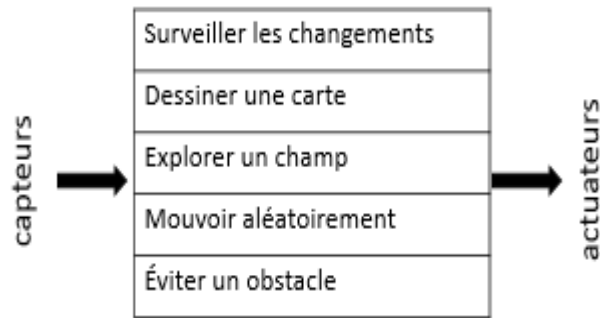 capteurs
Surveiller les changements
Dessiner une carte
Explorer un champ
Mouvoir aléatoirement
Éviter un obstacle
actuateurs